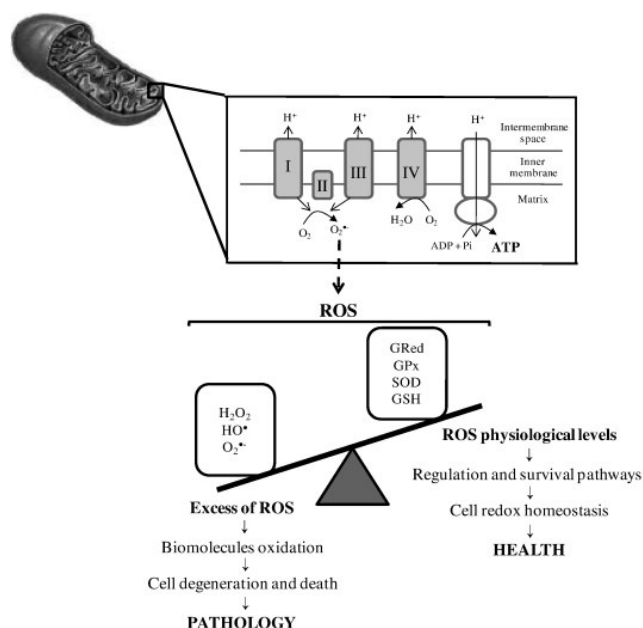 H⁺ H⁺ H⁺ H⁺
Intermembrane
space
I II III IV
Inner
membrane
Matrix
O₂ O₂•- H₂O O₂
ADP + Pi ATP
ROS
GRed
GPx
SOD
GSH
H₂O₂
HO•
O₂•-
ROS physiological levels
↓
Regulation and survival pathways
↓
Cell redox homeostasis
↓
HEALTH
Excess of ROS
↓
Biomolecules oxidation
↓
Cell degeneration and death
↓
PATHOLOGY